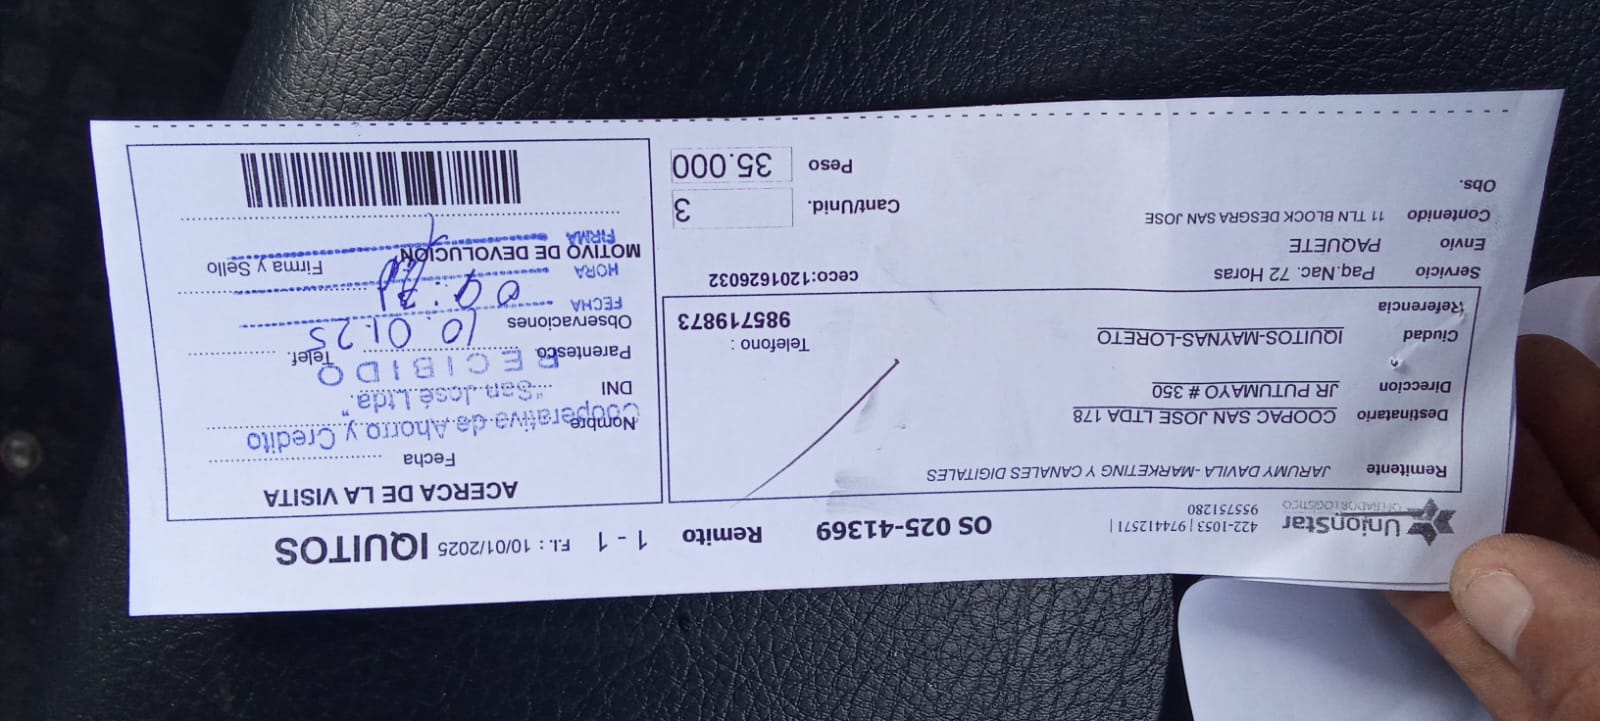 UnionStar
OPERADOR LOGÍSTICO
422-1053 | 974412571 |
955751280
OS 025-41369
Remito 1 - 1
F.I. : 10/01/2025
IQUITOS
Remitente JARUMY DAVILA - MARKETING Y CANALES DIGITALES
Destinatario COOPAC SAN JOSE LTDA 178
Direccion JR PUTUMAYO # 350
Ciudad IQUITOS-MAYNAS-LORETO
Referencia
Telefono :
985719873
Servicio Paq.Nac. 72 Horas
ceco:1201626032
Envio PAQUETE
Contenido 11 TLN BLOCK DESGRA SAN JOSE
Obs.
Cant/Unid. 3
Peso 35.000
ACERCA DE LA VISITA
Fecha
Nombre
DNI
Parentesco
Telef.
Observaciones
Firma y Sello
MOTIVO DE DEVOLUCION
Cooperativa de Ahorro y Credito
"San José Ltda."
RECIBIDO
FECHA 10.01.25
HORA 09:31
FIRMA